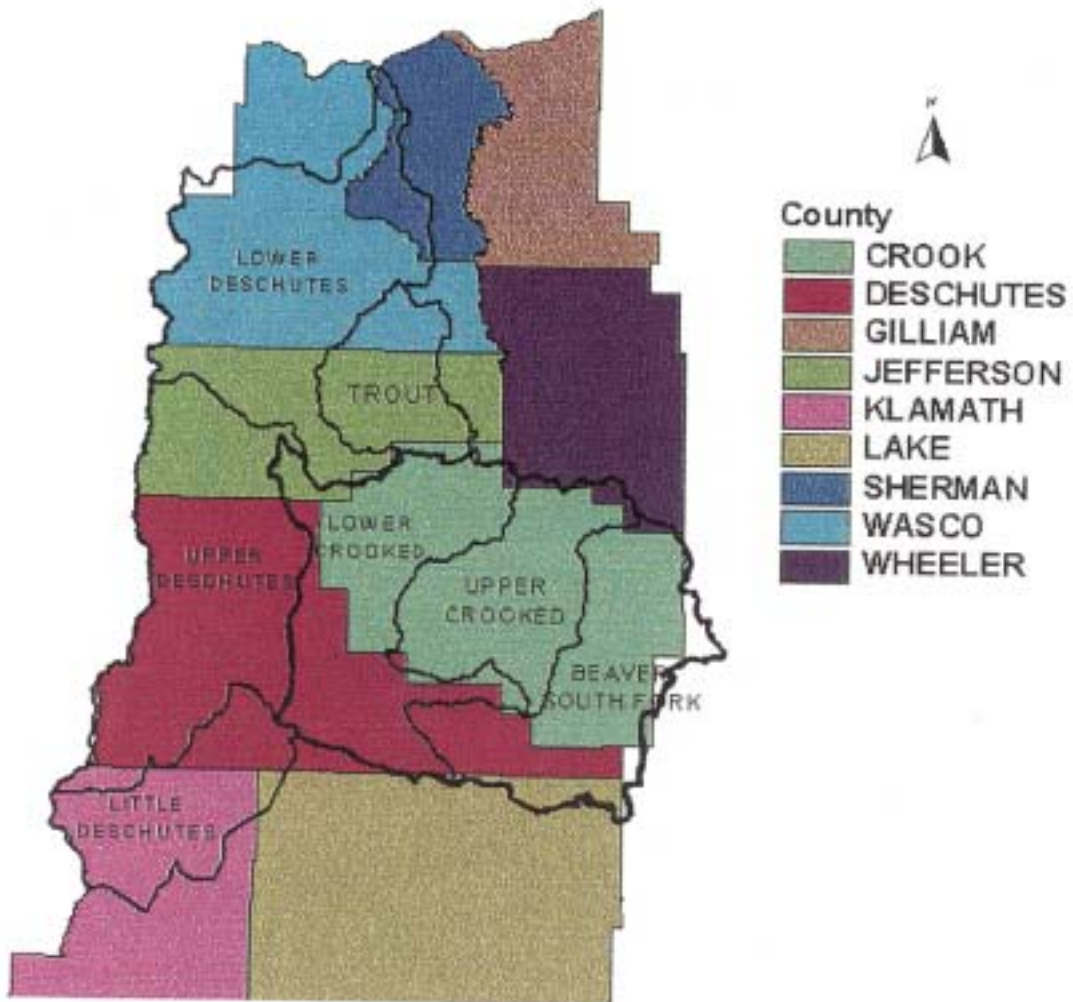 N
County
CROOK
DESCHUTES
GILLIAM
JEFFERSON
KLAMATH
LAKE
SHERMAN
WASCO
WHEELER
LOWER
DESCHUTES
TROUT
LOWER
CROOKED
UPPER
DESCHUTES
UPPER
CROOKED
BEAVER
SOUTH FORK
LITTLE
DESCHUTES